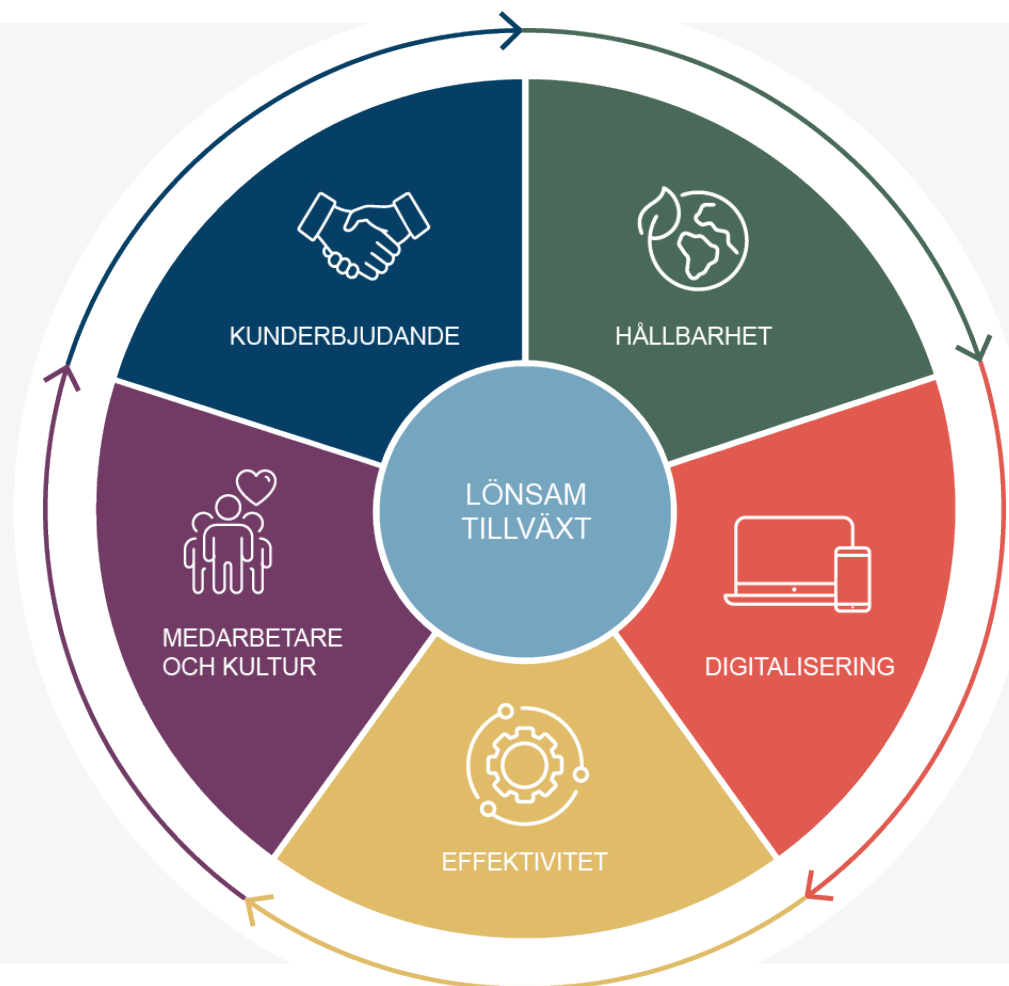 KUNDERBJUDANDE
HÅLLBARHET
LÖNSAM
TILLVÄXT
MEDARBETARE
OCH KULTUR
DIGITALISERING
EFFEKTIVITET